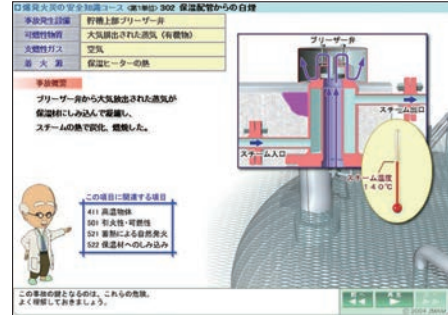 爆発火災の安全知識コース <第1単位> 302 保温配管からの白煙
事故発生設備 貯槽上部ブリーザー弁
可燃性物質 大気排出された蒸気（有機物）
支燃性ガス 空気
着火源 保温ヒーターの熱
事故概要
ブリーザー弁から大気放出された蒸気が
保温材にしみ込んで凝縮し、
スチームの熱で炭化、燃焼した。
ブリーザー弁
スチーム出口
スチーム入口
スチーム温度
140℃
この項目に関連する項目
411 高温物体
501 引火性・可燃性
521 蓄熱による自然発火
522 保温材へのしみ込み
この事故の鍵となるのは、これらの危険。
よく理解しておきましょう。